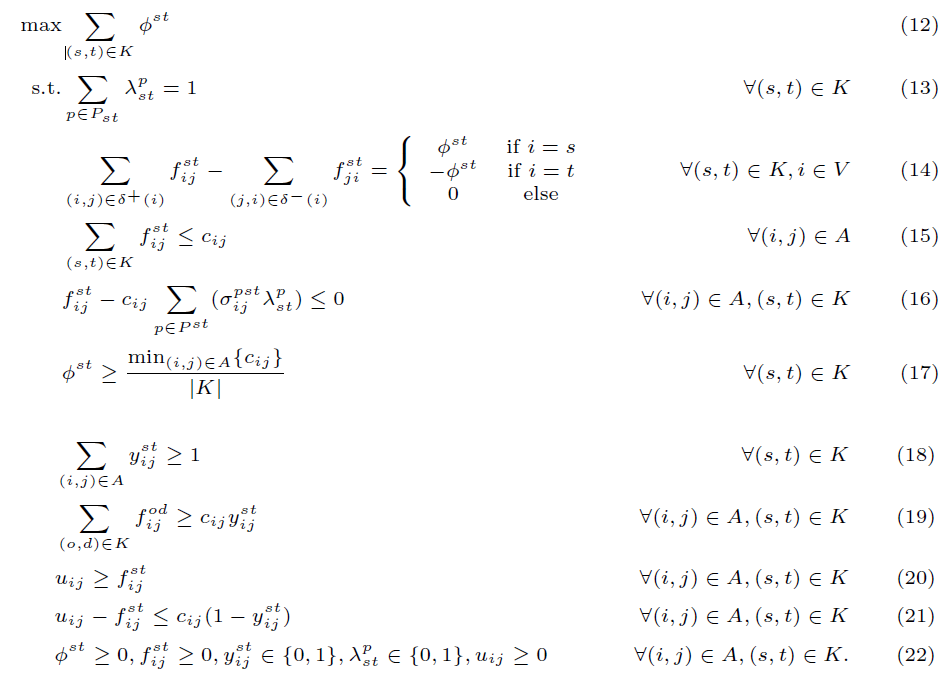 max ∑_{(s,t)∈K} φ^{st} (12)
s.t. ∑_{p∈P_{st}} λ^p_{st} = 1 ∀(s, t) ∈ K (13)
∑_{(i,j)∈δ^+(i)} f^{st}_{ij} − ∑_{(j,i)∈δ^−(i)} f^{st}_{ji} = { φ^{st} if i = s; −φ^{st} if i = t; 0 else ∀(s, t) ∈ K, i ∈ V (14)
∑_{(s,t)∈K} f^{st}_{ij} ≤ c_{ij} ∀(i, j) ∈ A (15)
f^{st}_{ij} − c_{ij} ∑_{p∈P^{st}} (σ^{pst}_{ij} λ^p_{st}) ≤ 0 ∀(i, j) ∈ A, (s, t) ∈ K (16)
φ^{st} ≥ min_{(i,j)∈A}{c_{ij}} / |K| ∀(s, t) ∈ K (17)
∑_{(i,j)∈A} y^{st}_{ij} ≥ 1 ∀(s, t) ∈ K (18)
∑_{(o,d)∈K} f^{od}_{ij} ≥ c_{ij} y^{st}_{ij} ∀(i, j) ∈ A, (s, t) ∈ K (19)
u_{ij} ≥ f^{st}_{ij} ∀(i, j) ∈ A, (s, t) ∈ K (20)
u_{ij} − f^{st}_{ij} ≤ c_{ij}(1 − y^{st}_{ij}) ∀(i, j) ∈ A, (s, t) ∈ K (21)
φ^{st} ≥ 0, f^{st}_{ij} ≥ 0, y^{st}_{ij} ∈ {0, 1}, λ^p_{st} ∈ {0, 1}, u_{ij} ≥ 0 ∀(i, j) ∈ A, (s, t) ∈ K. (22)